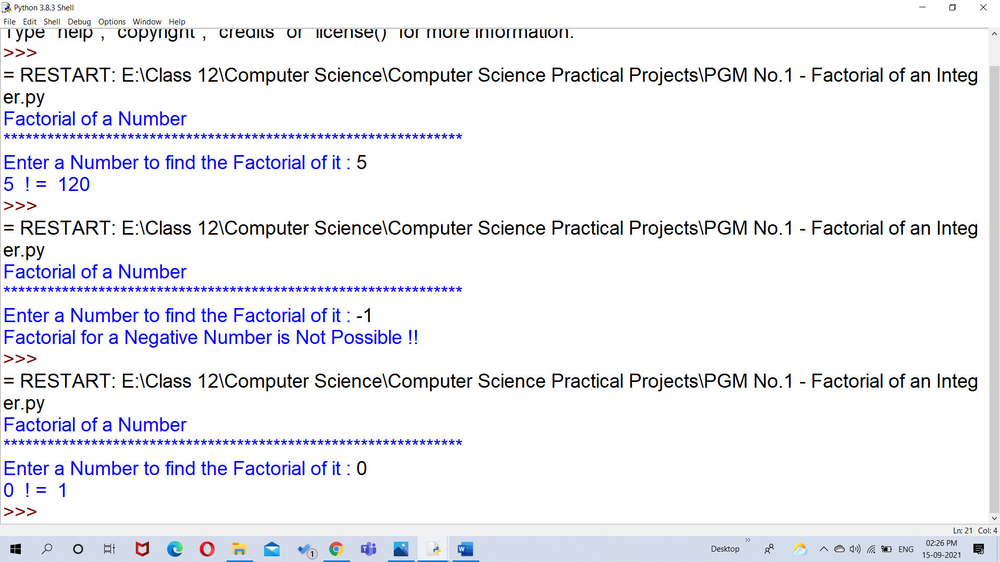 Python 3.8.3 Shell
File Edit Shell Debug Options Window Help
Type "help", "copyright", "credits" or "license()" for more information.
>>>
= RESTART: E:\Class 12\Computer Science\Computer Science Practical Projects\PGM No.1 - Factorial of an Integ
er.py
Factorial of a Number
***************************************************************
Enter a Number to find the Factorial of it : 5
5  ! =  120
>>>
= RESTART: E:\Class 12\Computer Science\Computer Science Practical Projects\PGM No.1 - Factorial of an Integ
er.py
Factorial of a Number
***************************************************************
Enter a Number to find the Factorial of it : -1
Factorial for a Negative Number is Not Possible !!
>>>
= RESTART: E:\Class 12\Computer Science\Computer Science Practical Projects\PGM No.1 - Factorial of an Integ
er.py
Factorial of a Number
***************************************************************
Enter a Number to find the Factorial of it : 0
0  ! =  1
>>>
Ln: 21 Col: 4
1
Desktop
ENG
02:26 PM
15-09-2021